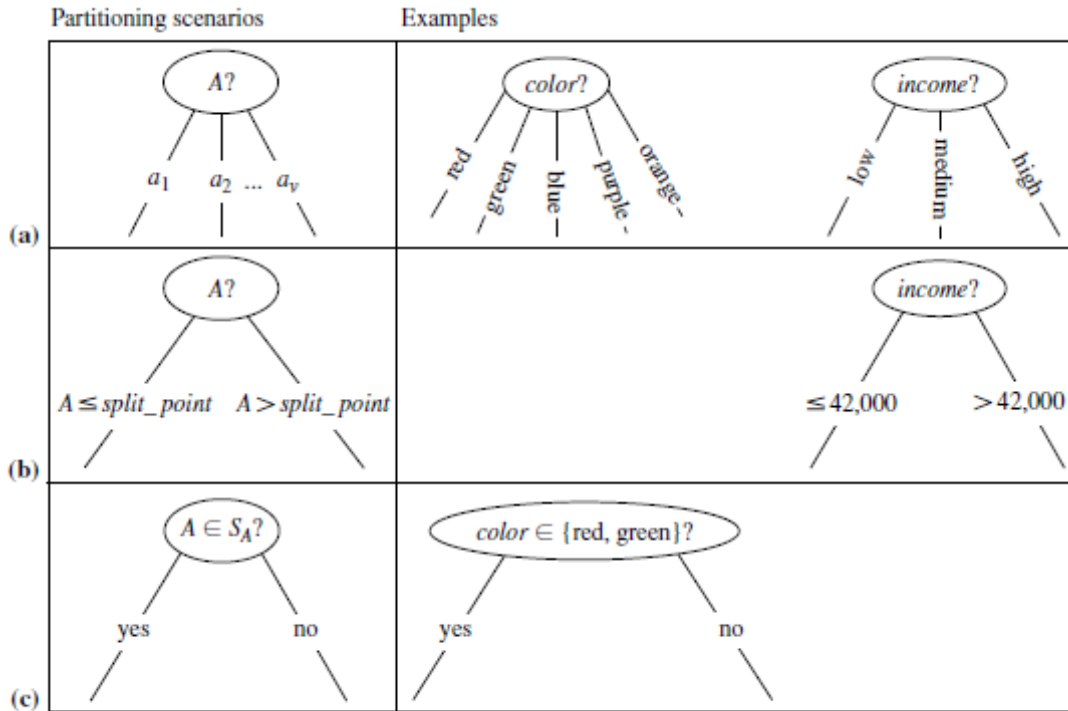 Partitioning scenarios Examples
A? color? income?
a1 a2 ... av red green blue purple orange low medium high
(a)
A? income?
A ≤ split_point A > split_point ≤ 42,000 > 42,000
(b)
A ∈ SA? color ∈ {red, green}?
yes no yes no
(c)